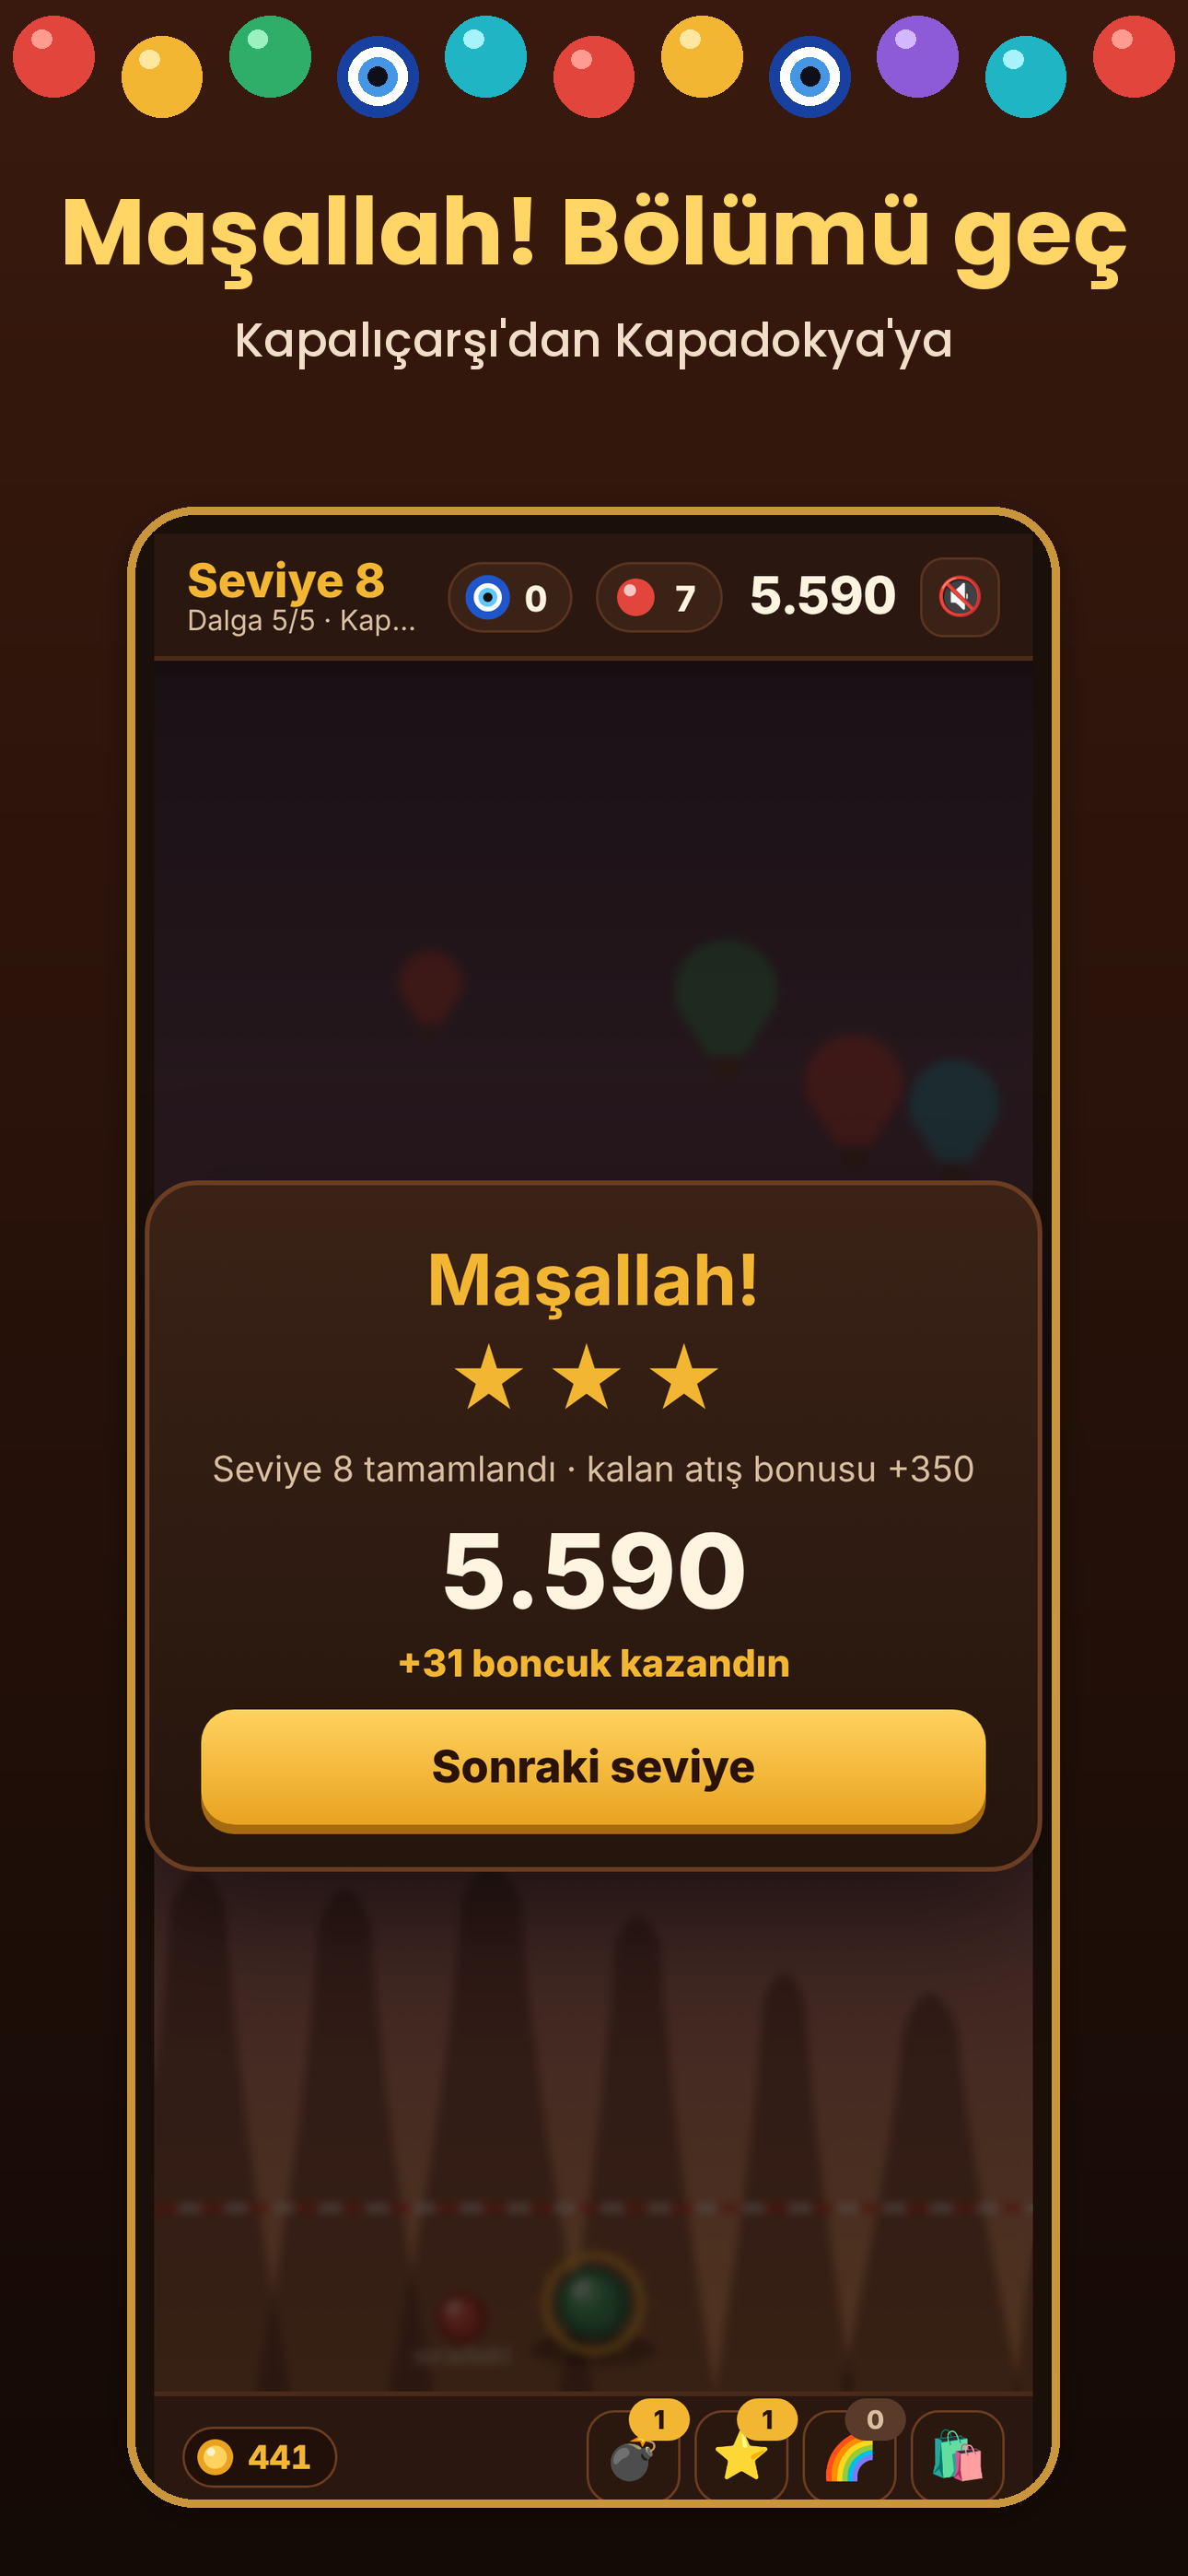 Maşallah! Bölümü geç
Kapalıçarşı'dan Kapadokya'ya
Seviye 8
Dalga 5/5 · Kap...
0
7
5.590
Maşallah!
Seviye 8 tamamlandı · kalan atış bonusu +350
5.590
+31 boncuk kazandın
Sonraki seviye
441
1
1
0